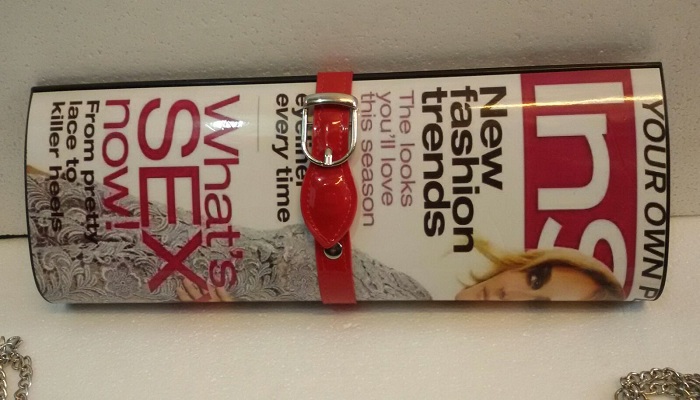 YOUR OWN P
ins
New
fashion
trends
The looks
you'll love
this season
every time
What's
SEX
now!
From pretty
lace to
killer heels